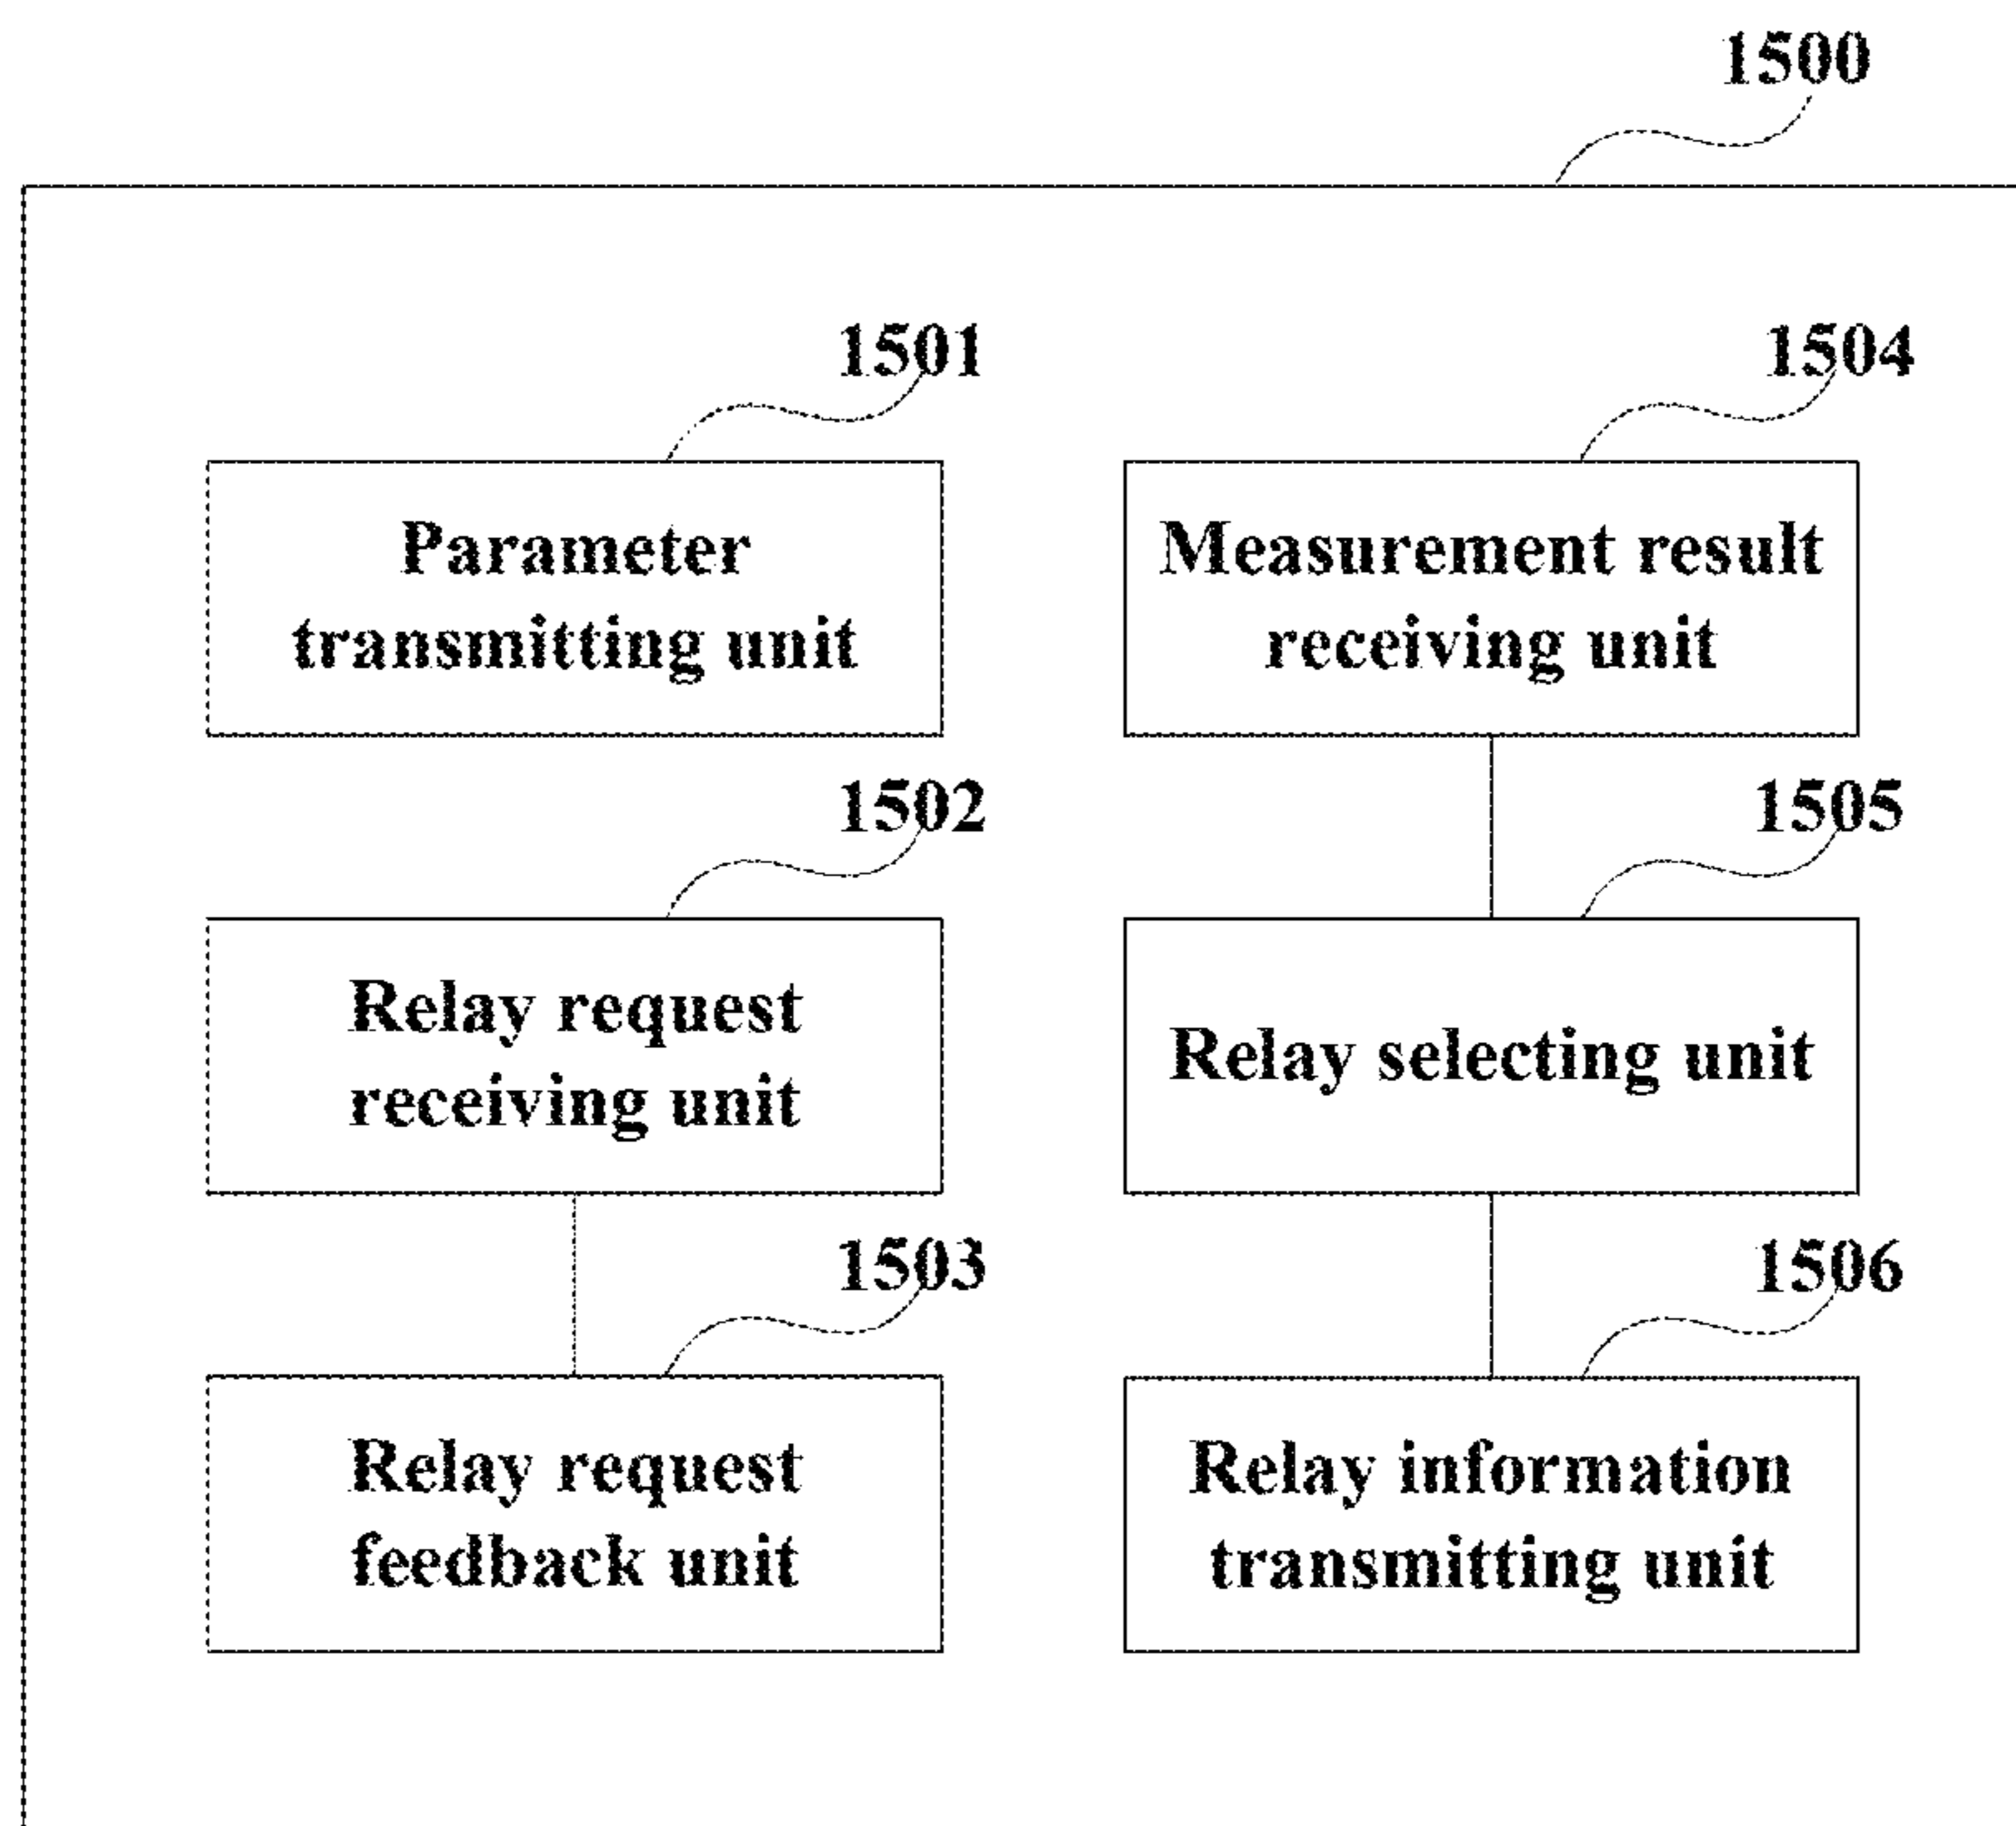 1500
1501
Parameter
transmitting unit
1504
Measurement result
receiving unit
1502
Relay request
receiving unit
1505
Relay selecting unit
1503
Relay request
feedback unit
1506
Relay information
transmitting unit